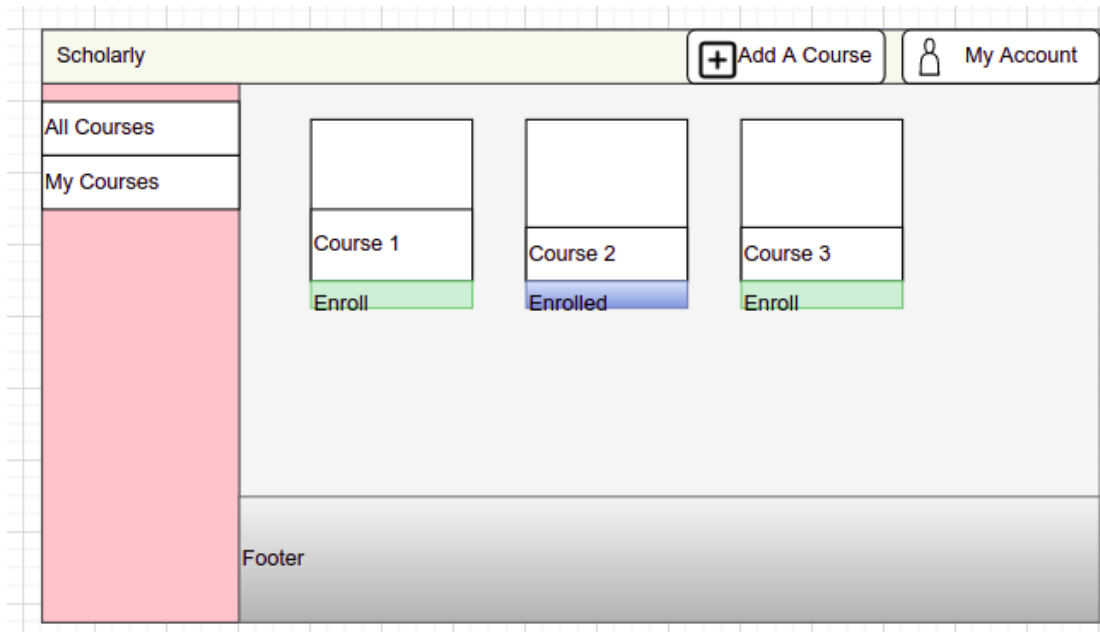 Scholarly
Add A Course
My Account
All Courses
My Courses
Course 1
Course 2
Course 3
Enroll
Enrolled
Enroll
Footer